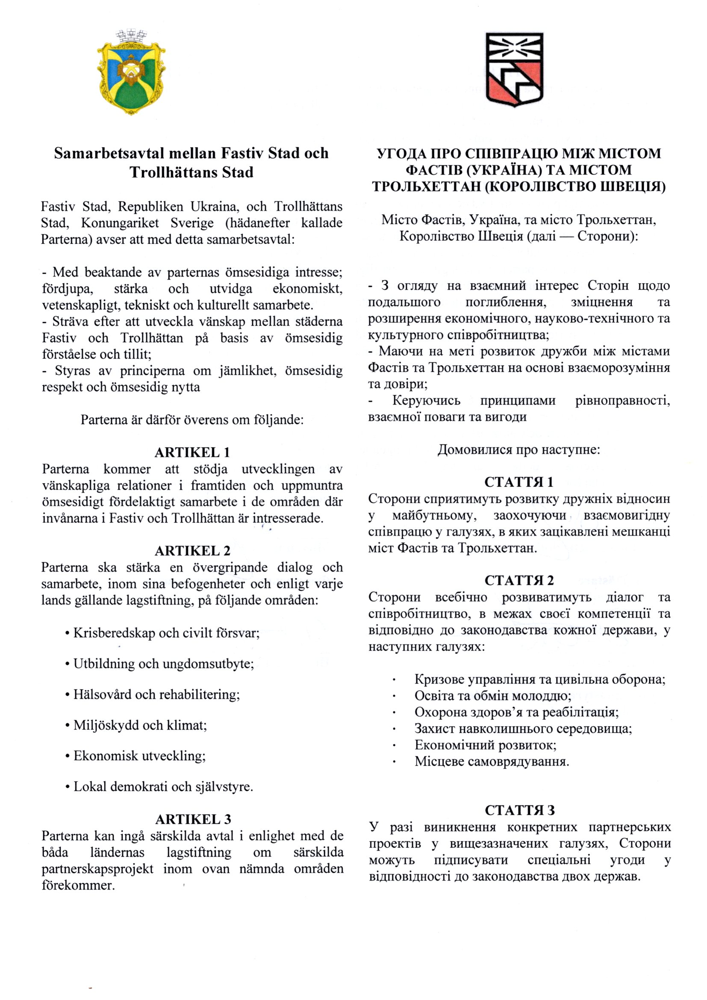 Samarbetsavtal mellan Fastiv Stad och
Trollhättans Stad
Fastiv Stad, Republiken Ukraina, och Trollhättans
Stad, Konungariket Sverige (hädanefter kallade
Parterna) avser att med detta samarbetsavtal:
- Med beaktande av parternas ömsesidiga intresse;
fördjupa, stärka och utvidga ekonomiskt,
vetenskapligt, tekniskt och kulturellt samarbete.
- Sträva efter att utveckla vänskap mellan städerna
Fastiv och Trollhättan på basis av ömsesidig
förståelse och tillit;
- Styras av principerna om jämlikhet, ömsesidig
respekt och ömsesidig nytta
Parterna är därför överens om följande:
ARTIKEL 1
Parterna kommer att stödja utvecklingen av
vänskapliga relationer i framtiden och uppmuntra
ömsesidigt fördelaktigt samarbete i de områden där
invånarna i Fastiv och Trollhättan är intresserade.
ARTIKEL 2
Parterna ska stärka en övergripande dialog och
samarbete, inom sina befogenheter och enligt varje
lands gällande lagstiftning, på följande områden:
• Krisberedskap och civilt försvar;
• Utbildning och ungdomsutbyte;
• Hälsovård och rehabilitering;
• Miljöskydd och klimat;
• Ekonomisk utveckling;
• Lokal demokrati och självstyre.
ARTIKEL 3
Parterna kan ingå särskilda avtal i enlighet med de
båda ländernas lagstiftning om särskilda
partnerskapsprojekt inom ovan nämnda områden
förekommer.
УГОДА ПРО СПІВПРАЦЮ МІЖ МІСТОМ
ФАСТІВ (УКРАЇНА) ТА МІСТОМ
ТРОЛЬХЕТТАН (КОРОЛІВСТВО ШВЕЦІЯ)
Місто Фастів, Україна, та місто Трольхеттан,
Королівство Швеція (далі — Сторони):
- З огляду на взаємний інтерес Сторін щодо
подальшого поглиблення, зміцнення та
розширення економічного, науково-технічного та
культурного співробітництва;
- Маючи на меті розвиток дружби між містами
Фастів та Трольхеттан на основі взаєморозуміння
та довіри;
- Керуючись принципами рівноправності,
взаємної поваги та вигоди
Домовилися про наступне:
СТАТТЯ 1
Сторони сприятимуть розвитку дружніх відносин
у майбутньому, заохочуючи взаємовигідну
співпрацю у галузях, в яких зацікавлені мешканці
міст Фастів та Трольхеттан.
СТАТТЯ 2
Сторони всебічно розвиватимуть діалог та
співробітництво, в межах своєї компетенції та
відповідно до законодавства кожної держави, у
наступних галузях:
· Кризове управління та цивільна оборона;
· Освіта та обмін молоддю;
· Охорона здоров’я та реабілітація;
· Захист навколишнього середовища;
· Економічний розвиток;
· Місцеве самоврядування.
СТАТТЯ 3
У разі виникнення конкретних партнерських
проектів у вищезазначених галузях, Сторони
можуть підписувати спеціальні угоди у
відповідності до законодавства двох держав.